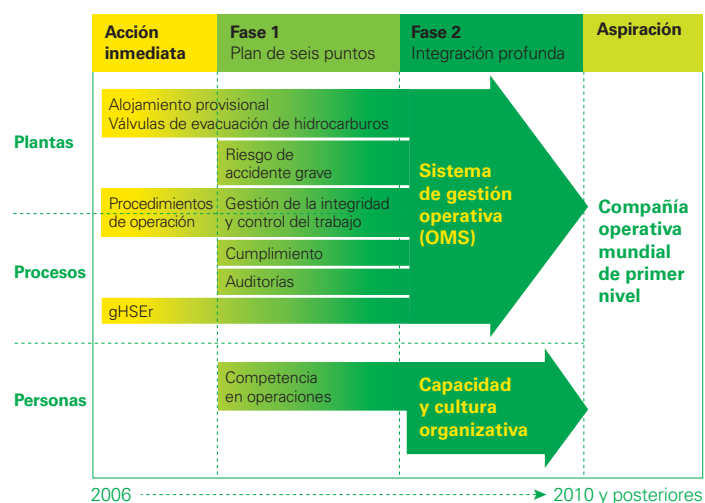 Acción
inmediata
Fase 1
Plan de seis puntos
Fase 2
Integración profunda
Aspiración
Plantas
Alojamiento provisional
Válvulas de evacuación de hidrocarburos
Riesgo de
accidente grave
Procedimientos
de operación
Gestión de la integridad
y control del trabajo
Procesos
Cumplimiento
Auditorías
gHSEr
Sistema
de gestión
operativa
(OMS)
Compañía
operativa
mundial
de primer
nivel
Personas
Competencia
en operaciones
Capacidad
y cultura
organizativa
2006
2010 y posteriores